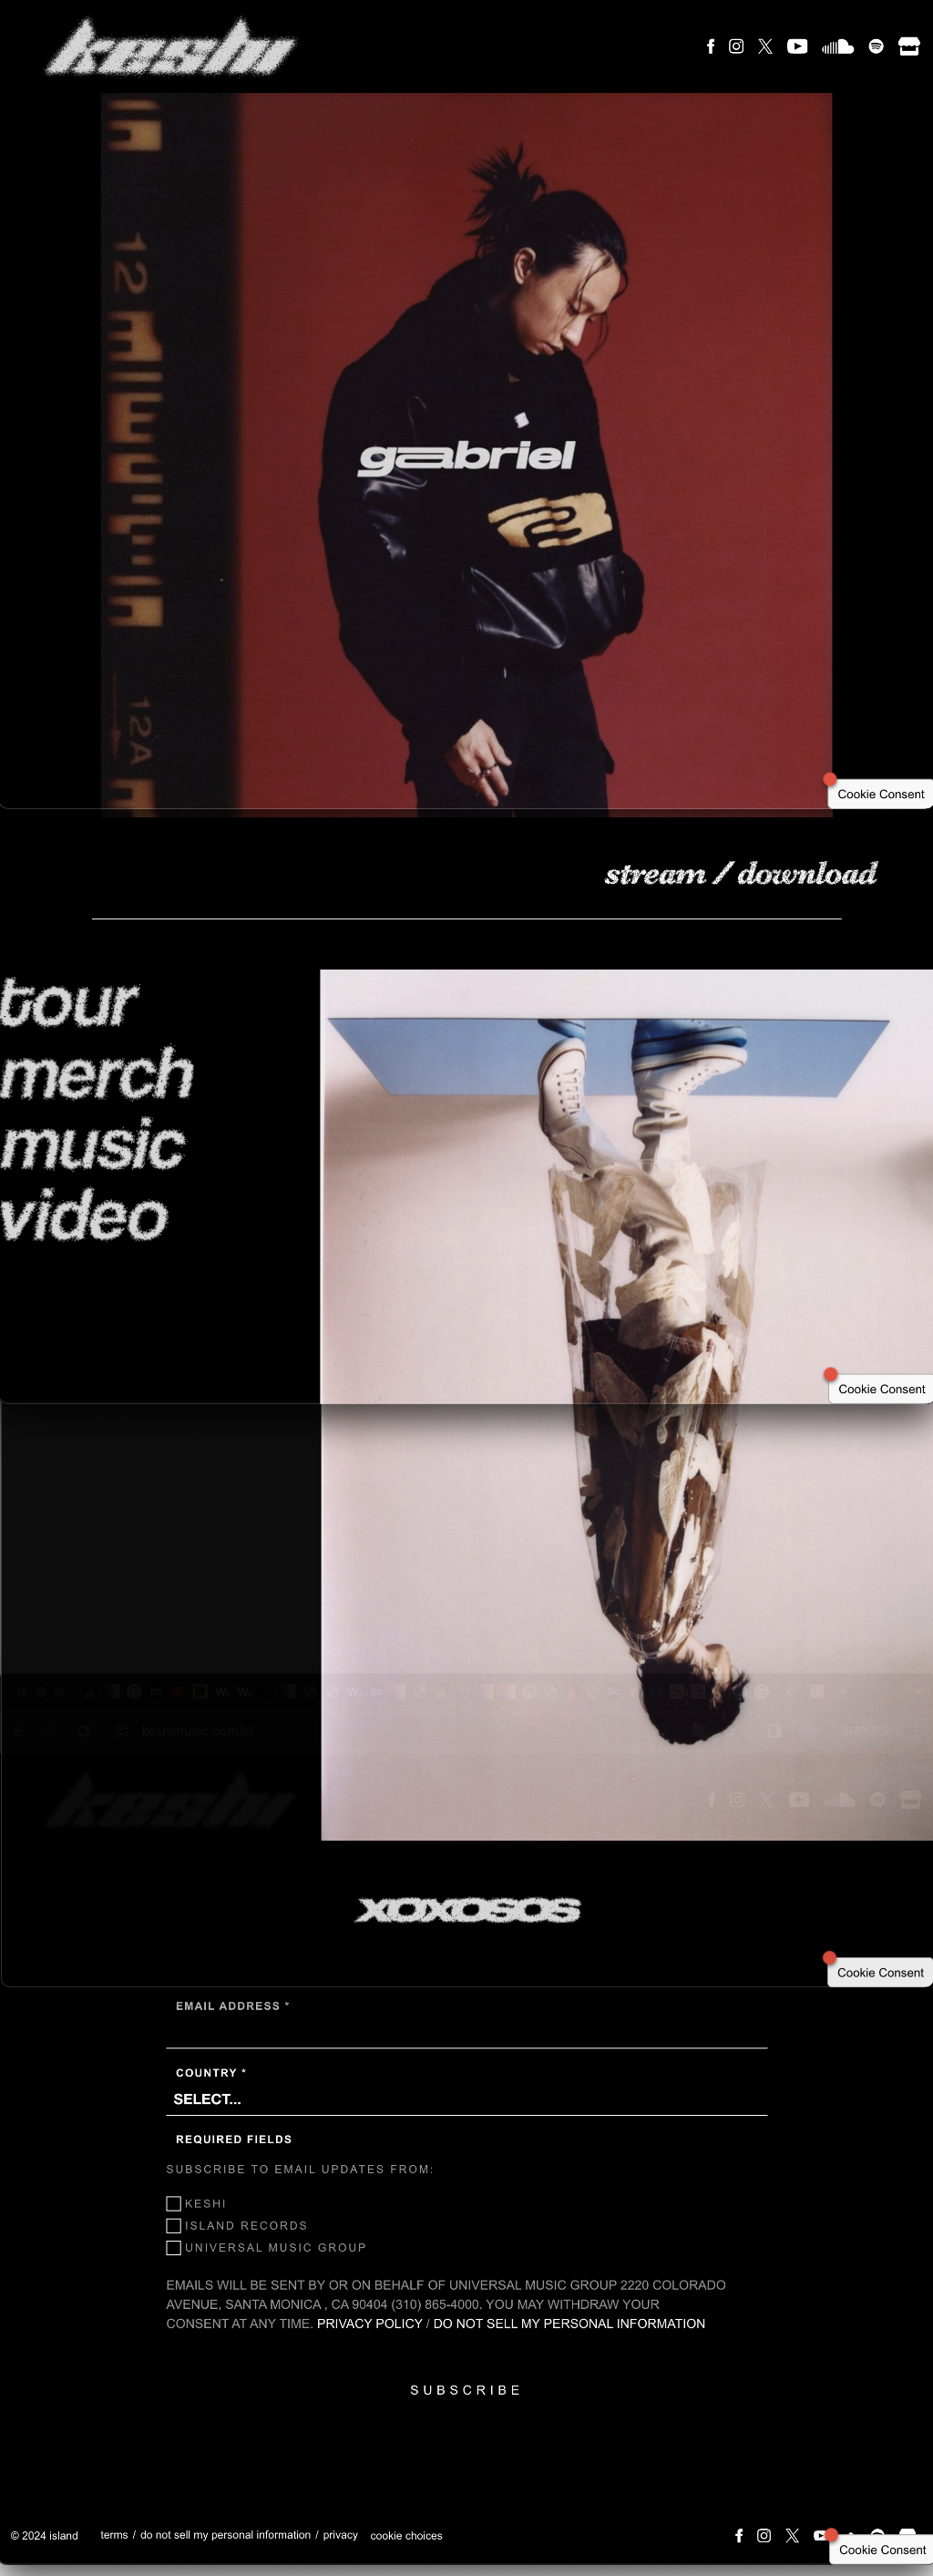 keshi
12A
gabriel
Cookie Consent
stream / download
tour
merch
music
video
Cookie Consent
keshimusic.com/#/
keshi
xoxosos
Cookie Consent
EMAIL ADDRESS *
COUNTRY *
SELECT...
REQUIRED FIELDS
SUBSCRIBE TO EMAIL UPDATES FROM:
KESHI
ISLAND RECORDS
UNIVERSAL MUSIC GROUP
EMAILS WILL BE SENT BY OR ON BEHALF OF UNIVERSAL MUSIC GROUP 2220 COLORADO
AVENUE, SANTA MONICA , CA 90404 (310) 865-4000. YOU MAY WITHDRAW YOUR
CONSENT AT ANY TIME. PRIVACY POLICY / DO NOT SELL MY PERSONAL INFORMATION
SUBSCRIBE
© 2024 island terms / do not sell my personal information / privacy cookie choices
Cookie Consent